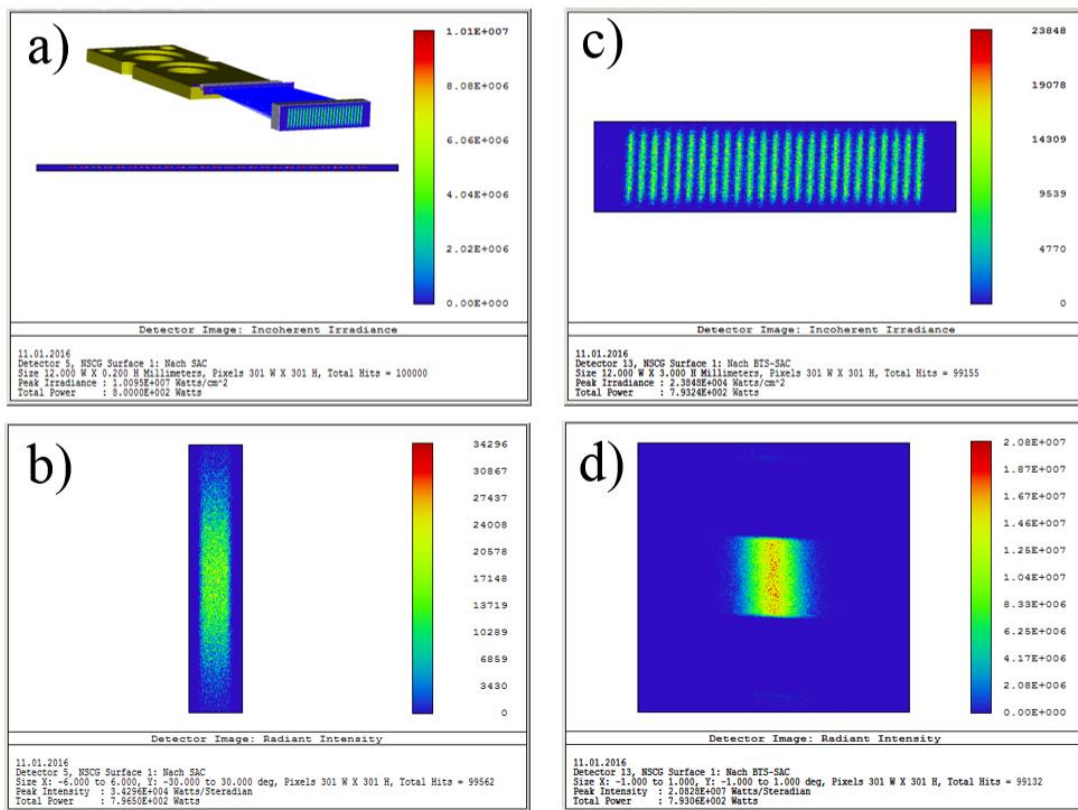 a)
1.01E+007
8.08E+006
6.06E+006
4.04E+006
2.02E+006
0.00E+000
Detector Image: Incoherent Irradiance
11.01.2016
Detector 5, NSCG Surface 1: Nach SAC
Size 12.000 W X 0.200 H Millimeters, Pixels 301 W X 301 H, Total Hits = 100000
Peak Irradiance : 1.0095E+007 Watts/cm^2
Total Power : 8.0000E+002 Watts
c)
23848
19078
14309
9539
4770
0
Detector Image: Incoherent Irradiance
11.01.2016
Detector 13, NSCG Surface 1: Nach BTS-SAC
Size 12.000 W X 3.000 H Millimeters, Pixels 301 W X 301 H, Total Hits = 99155
Peak Irradiance : 2.3848E+004 Watts/cm^2
Total Power : 7.9324E+002 Watts
b)
34296
30867
27437
24008
20578
17148
13719
10289
6859
3430
0
Detector Image: Radiant Intensity
11.01.2016
Detector 5, NSCG Surface 1: Nach SAC
Size X: -6.000 to 6.000, Y: -30.000 to 30.000 deg, Pixels 301 W X 301 H, Total Hits = 99562
Peak Intensity : 3.4296E+004 Watts/Steradian
Total Power : 7.9650E+002 Watts
d)
2.08E+007
1.87E+007
1.67E+007
1.46E+007
1.25E+007
1.04E+007
8.33E+006
6.25E+006
4.17E+006
2.08E+006
0.00E+000
Detector Image: Radiant Intensity
11.01.2016
Detector 13, NSCG Surface 1: Nach BTS-SAC
Size X: -1.000 to 1.000, Y: -1.000 to 1.000 deg, Pixels 301 W X 301 H, Total Hits = 99132
Peak Intensity : 2.0828E+007 Watts/Steradian
Total Power : 7.9306E+002 Watts